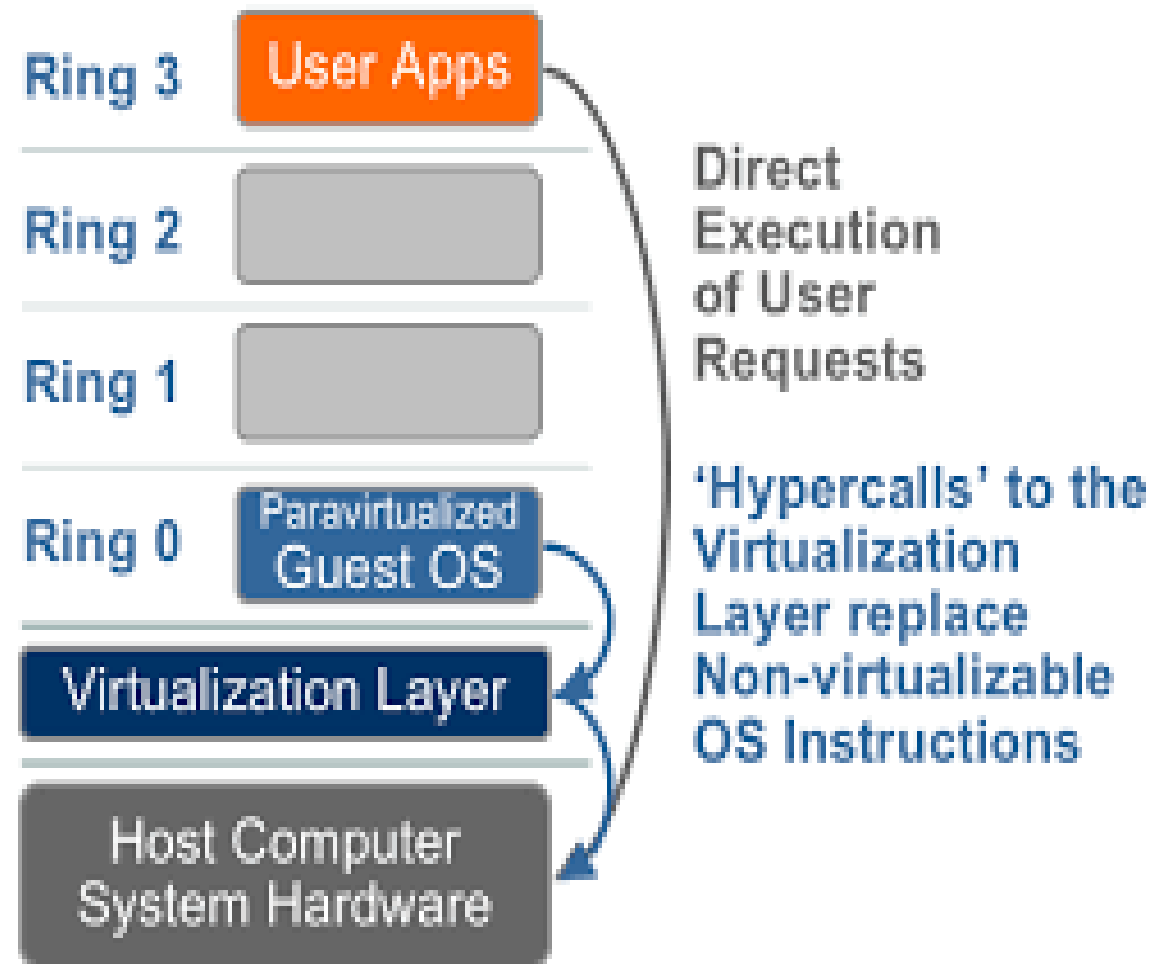 Ring 3
User Apps
Ring 2
Ring 1
Ring 0
Paravirtualized
Guest OS
Virtualization Layer
Host Computer
System Hardware
Direct
Execution
of User
Requests
‘Hypercalls’ to the
Virtualization
Layer replace
Non-virtualizable
OS Instructions